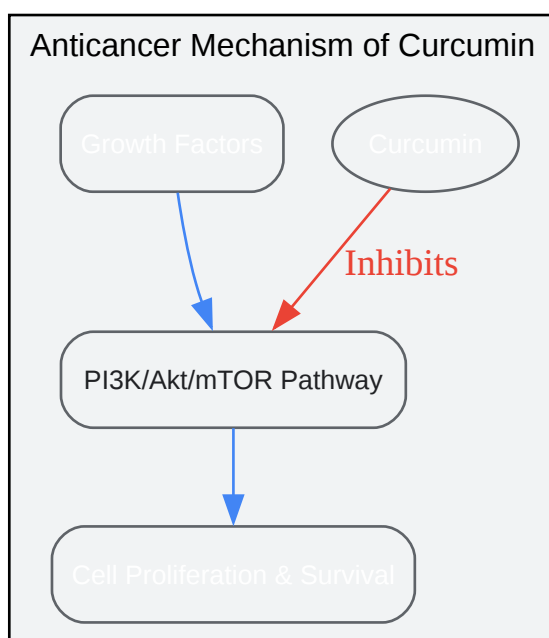 Anticancer Mechanism of Curcumin
Growth Factors
Curcumin
Inhibits
PI3K/Akt/mTOR Pathway
Cell Proliferation & Survival